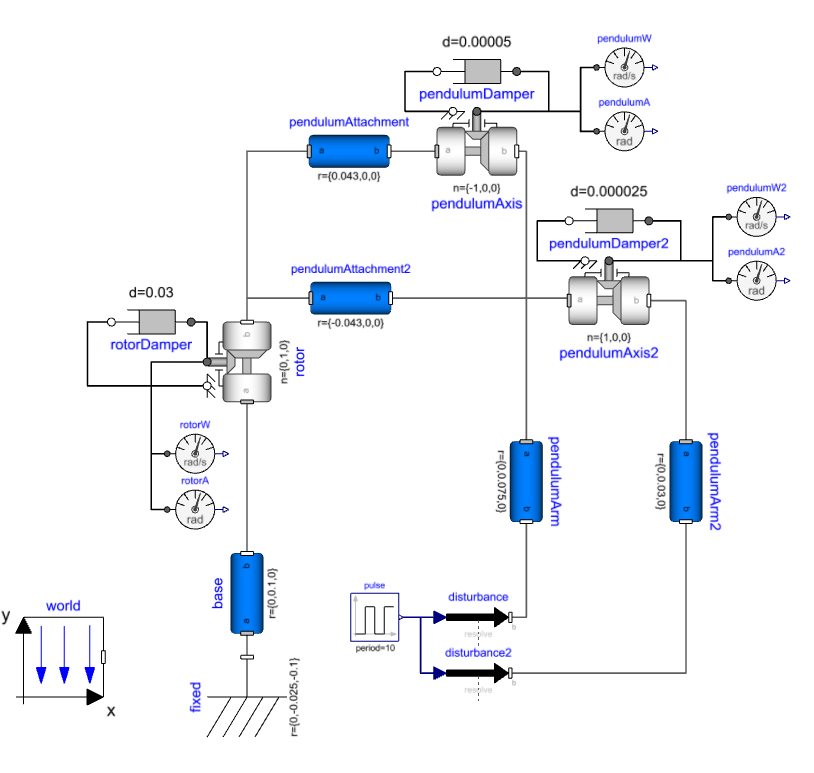 d=0.00005
pendulumDamper
pendulumW
rad/s
pendulumA
rad
pendulumAttachment
a
b
r={0.043,0,0}
a
b
n={-1,0,0}
pendulumAxis
d=0.000025
pendulumDamper2
pendulumW2
rad/s
pendulumA2
rad
pendulumAttachment2
a
b
r={-0.043,0,0}
a
b
n={1,0,0}
pendulumAxis2
d=0.03
rotorDamper
b
a
n={0,1,0}
rotor
rotorW
rad/s
rotorA
rad
r={0,0.075,0}
a
b
pendulumArm
r={0,0.03,0}
a
b
pendulumArm2
base
b
a
r={0,0.1,0}
pulse
period=10
disturbance
resolve
b
disturbance2
resolve
b
world
y
x
fixed
r={0,-0.025,-0.1}